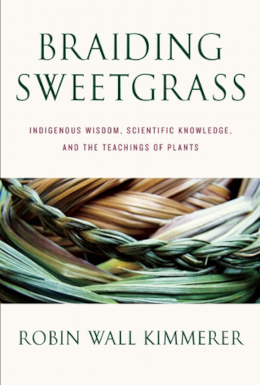 BRAIDING
SWEETGRASS
INDIGENOUS WISDOM, SCIENTIFIC KNOWLEDGE,
AND THE TEACHINGS OF PLANTS
ROBIN WALL KIMMERER